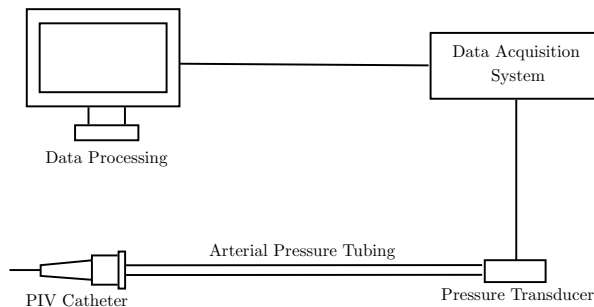 Data Acquisition
System
Data Processing
Arterial Pressure Tubing
PIV Catheter
Pressure Transducer